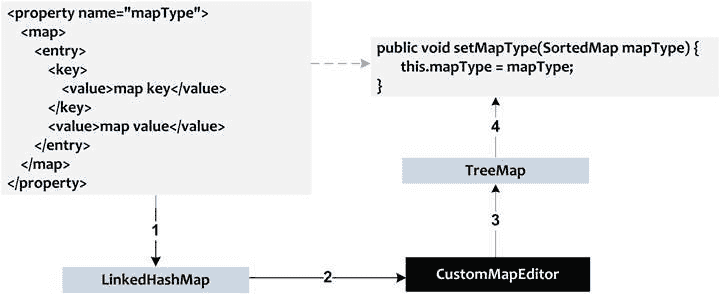 <property name="mapType">
<map>
<entry>
<key>
<value>map key</value>
</key>
<value>map value</value>
</entry>
</map>
</property>
public void setMapType(SortedMap mapType) {
this.mapType = mapType;
}
4
TreeMap
1
3
LinkedHashMap
2
CustomMapEditor